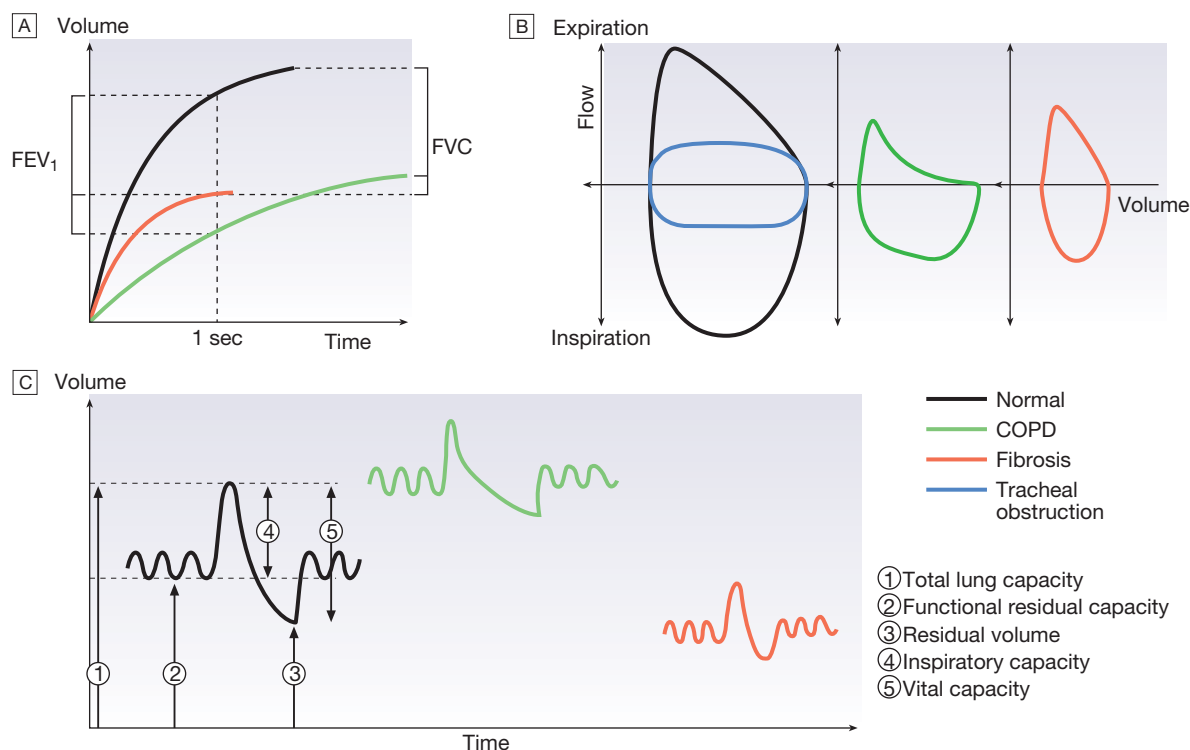 A Volume
FEV₁
FVC
1 sec
Time
B Expiration
Flow
Volume
Inspiration
C Volume
1
2
3
4
5
Time
Normal
COPD
Fibrosis
Tracheal
obstruction
①Total lung capacity
②Functional residual capacity
③Residual volume
④Inspiratory capacity
⑤Vital capacity